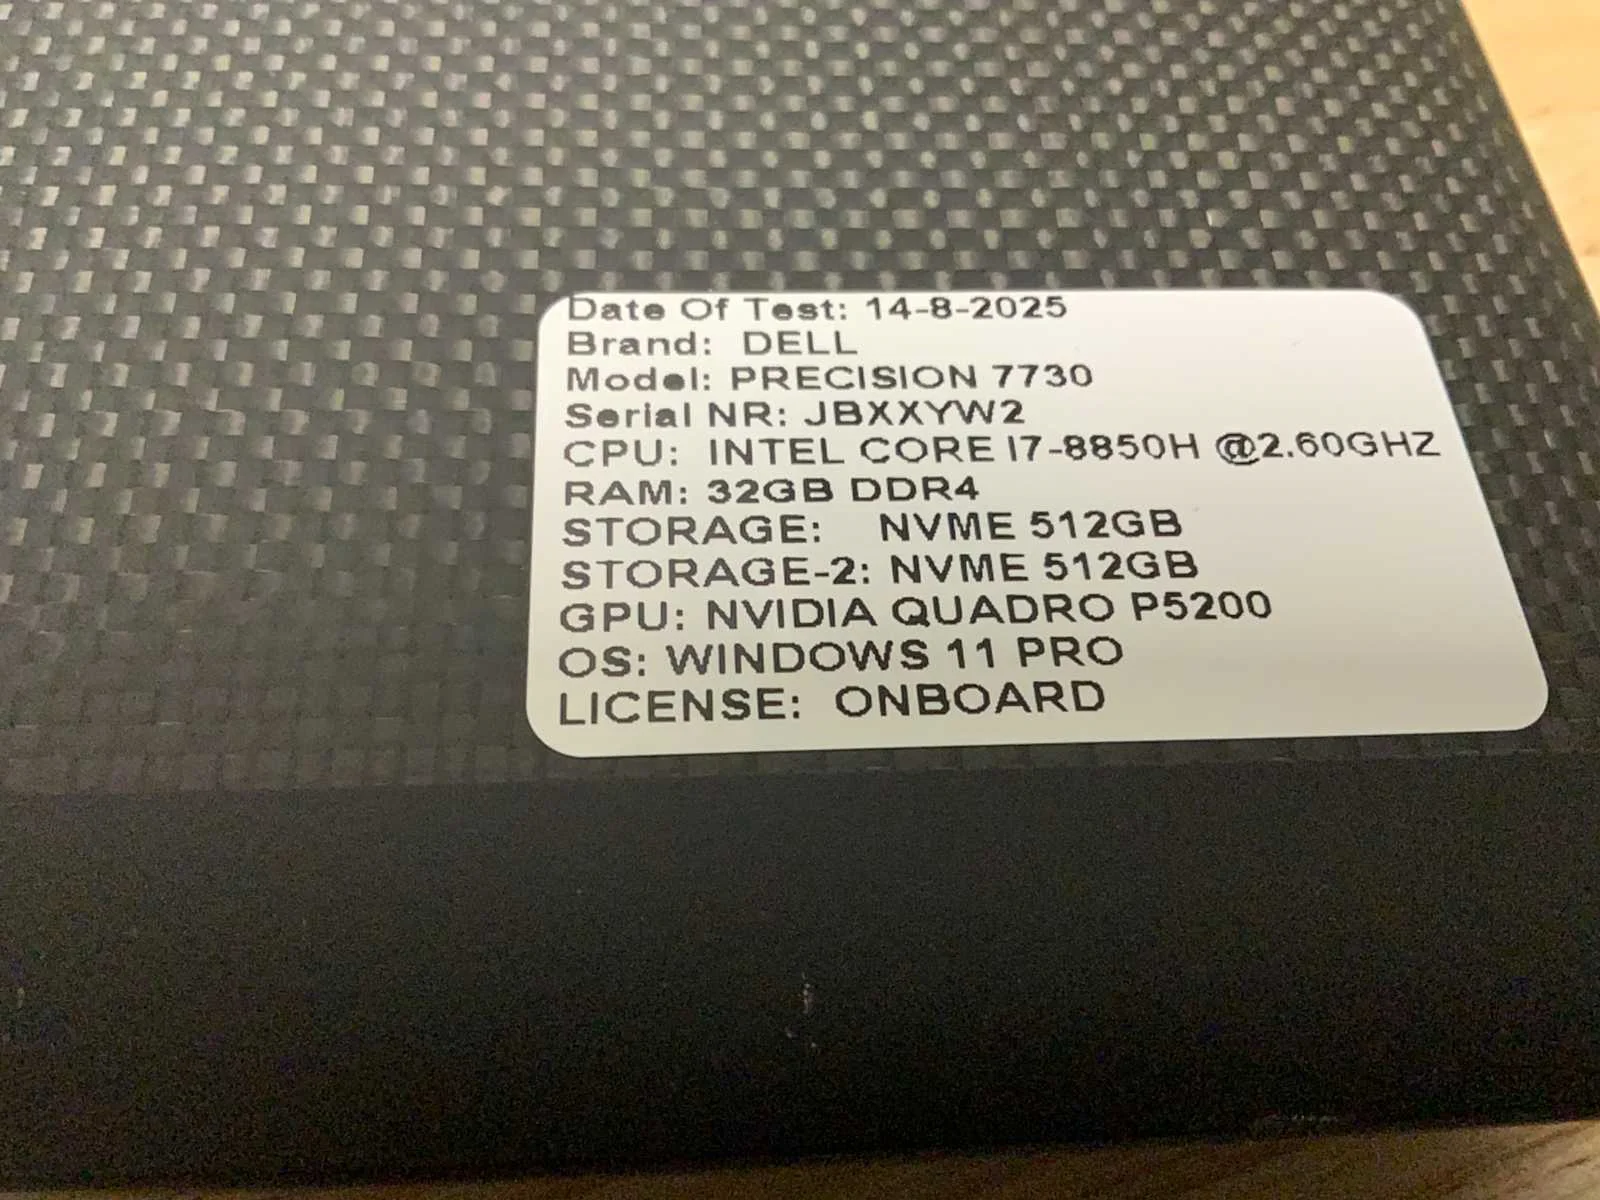 Date Of Test: 14-8-2025
Brand: DELL
Model: PRECISION 7730
Serial NR: JBXXYW2
CPU: INTEL CORE I7-8850H @2.60GHZ
RAM: 32GB DDR4
STORAGE: NVME 512GB
STORAGE-2: NVME 512GB
GPU: NVIDIA QUADRO P5200
OS: WINDOWS 11 PRO
LICENSE: ONBOARD